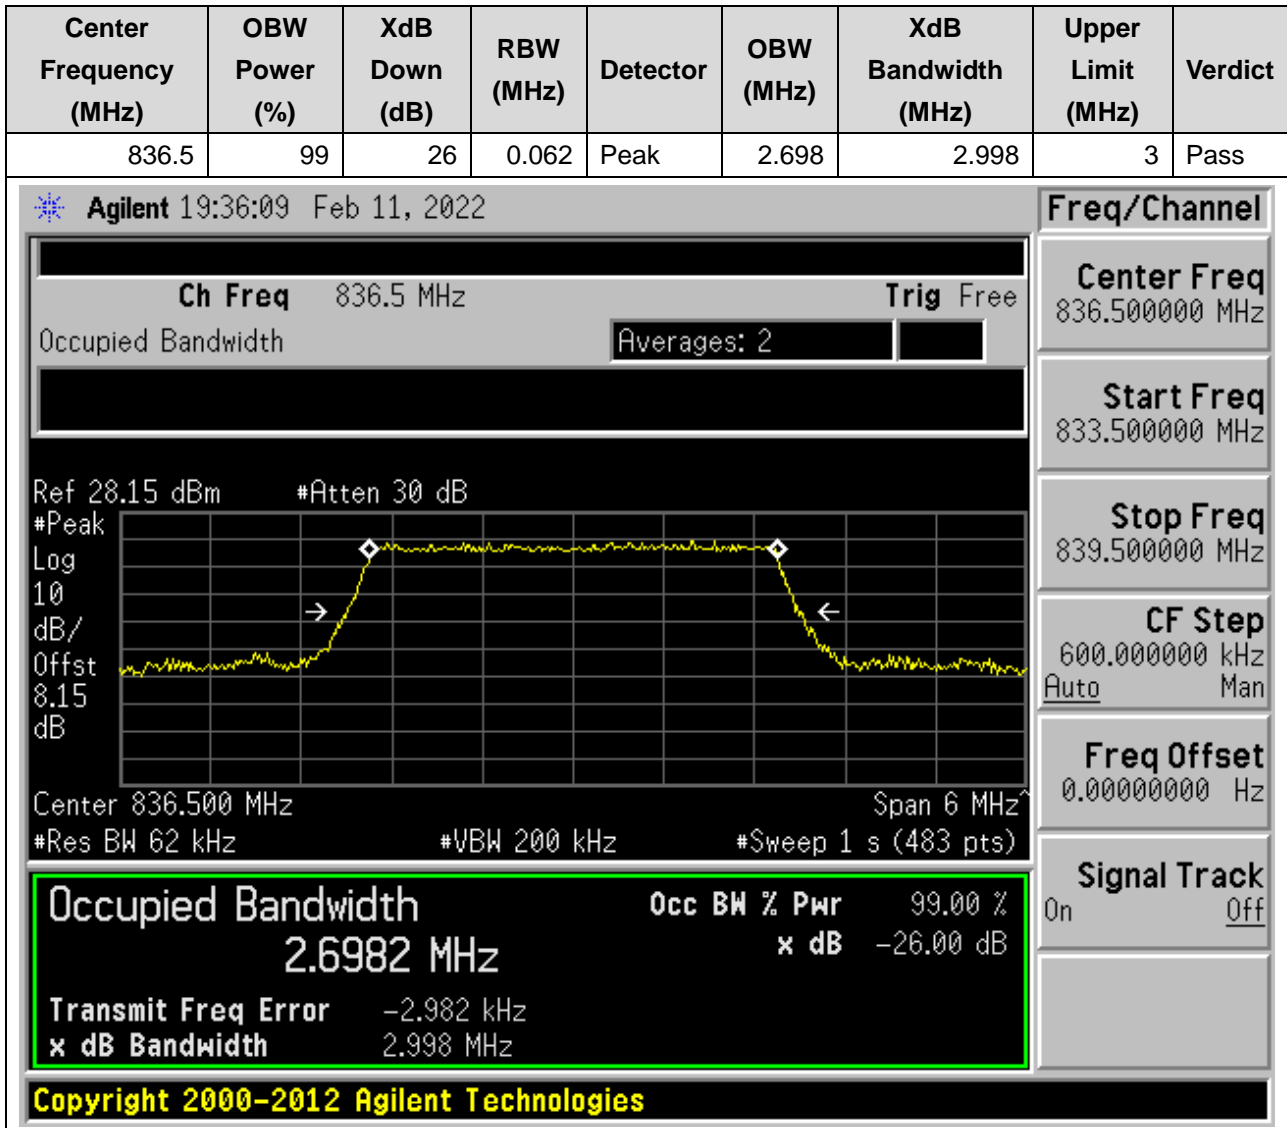 Center Frequency (MHz) OBW Power (%) XdB Down (dB) RBW (MHz) Detector OBW (MHz) XdB Bandwidth (MHz) Upper Limit (MHz) Verdict
836.5 99 26 0.062 Peak 2.698 2.998 3 Pass
Agilent 19:36:09 Feb 11, 2022
Freq/Channel
Ch Freq 836.5 MHz Trig Free
Occupied Bandwidth Averages: 2
Center Freq
836.500000 MHz
Start Freq
833.500000 MHz
Stop Freq
839.500000 MHz
CF Step
600.000000 kHz
Auto Man
Freq Offset
0.00000000 Hz
Signal Track
On Off
Ref 28.15 dBm #Atten 30 dB
#Peak
Log
10
dB/
Offst
8.15
dB
Center 836.500 MHz Span 6 MHz^
#Res BW 62 kHz #VBW 200 kHz #Sweep 1 s (483 pts)
Occupied Bandwidth
2.6982 MHz
Occ BW % Pwr 99.00 %
x dB -26.00 dB
Transmit Freq Error -2.982 kHz
x dB Bandwidth 2.998 MHz
Copyright 2000-2012 Agilent Technologies